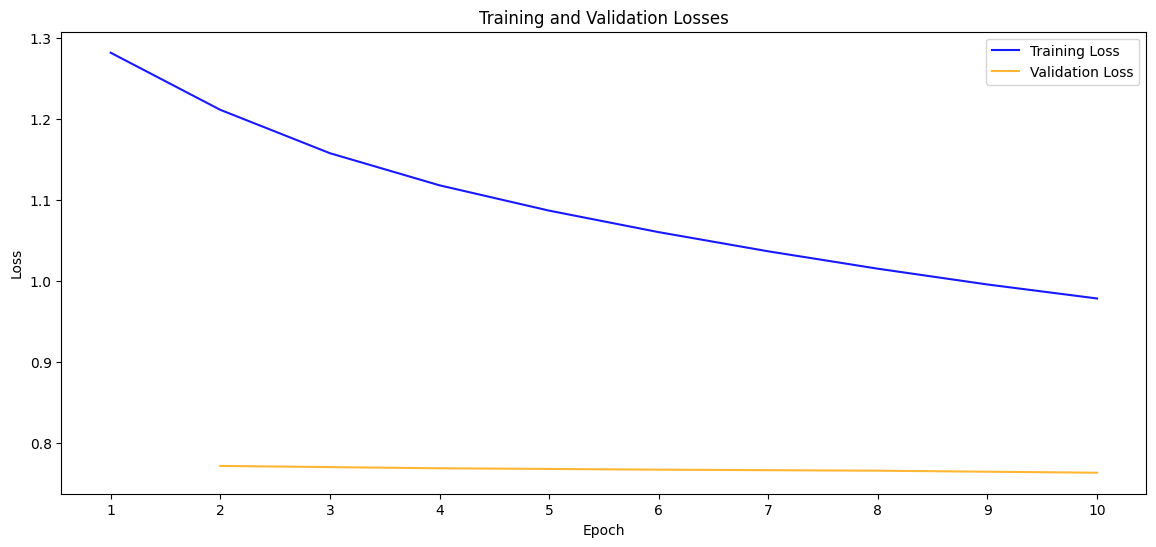 Training and Validation Losses
1.3
1.2
1.1
1.0
0.9
0.8
Loss
Training Loss
Validation Loss
1 2 3 4 5 6 7 8 9 10
Epoch